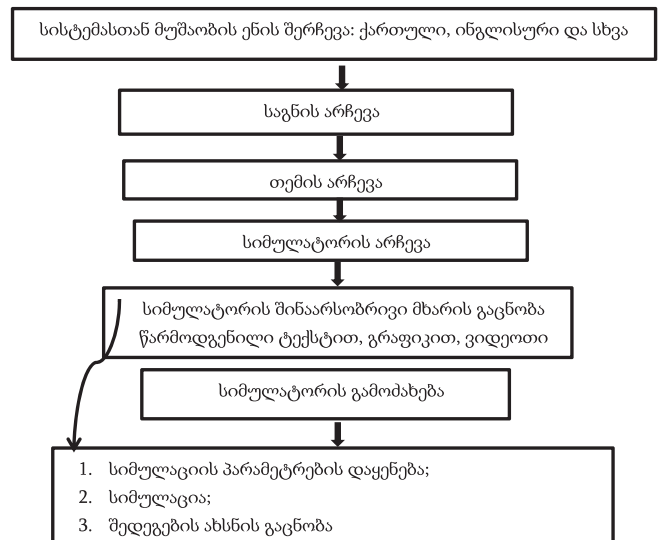 სისტემასთან მუშაობის ენის შერჩევა: ქართული, ინგლისური და სხვა
საგნის არჩევა
თემის არჩევა
სიმულატორის არჩევა
სიმულატორის შინაარსობრივი მხარის გაცნობა
წარმოდგენილი ტექსტით, გრაფიკით, ვიდეოთი
სიმულატორის გამოძახება
1. სიმულაციის პარამეტრების დაყენება;
2. სიმულაცია;
3. შედეგების ახსნის გაცნობა